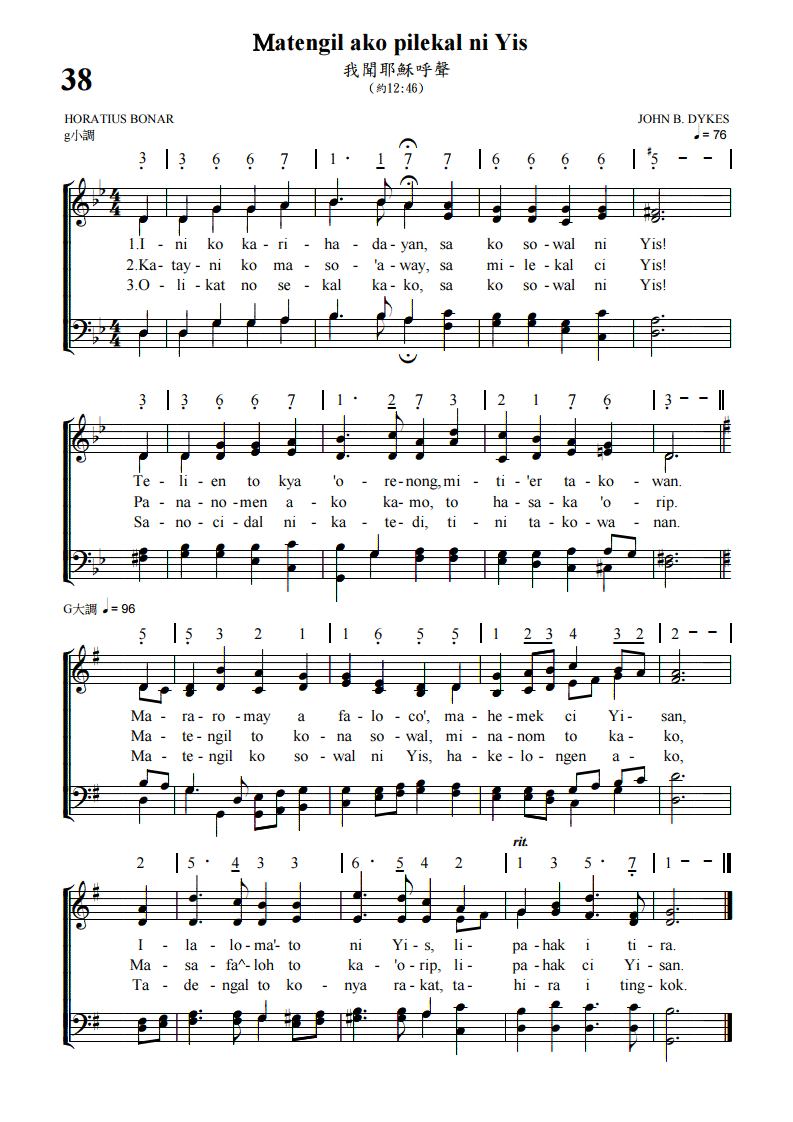 Matengil ako pilekal ni Yis
38
我聞耶穌呼聲
(約12:46)
HORATIUS BONAR JOHN B. DYKES
g小調 ♩= 76
3 | 3 6 6 7 | 1 · 1 7 7 | 6 6 6 6 | #5 – –
1.I - ni ko ka - ri - ha - da - yan, sa ko so - wal ni Yis!
2.Ka - tay - ni ko ma - so - 'a - way, sa mi - le - kal ci Yis!
3.O - li - kat no se - kal ka - ko, sa ko so - wal ni Yis!
3 | 3 6 6 7 | 1 · 2 7 3 | 2 1 7 6 | 3 – –
Te - li - en to kya 'o - re - nong, mi - ti - 'er ta - ko - wan.
Pa - na - no - men a - ko ka - mo, to ha - sa - ka 'o - rip.
Sa - no - ci - dal ni - ka - te - di, ti - ni ta - ko - wa - nan.
G大調 ♩= 96
5 | 5 3 2 1 | 1 6 5 5 | 1 2 3 4 3 2 | 2 – –
Ma - ra - ro - may a fa - lo - co', ma - he - mek ci Yi - san,
Ma - te - ngil to ko - na so - wal, mi - na - nom to ka - ko,
Ma - te - ngil ko so - wal ni Yis, ha - ke - lo - ngen a - ko,
rit.
2 | 5 · 4 3 3 | 6 · 5 4 2 | 1 3 5 · 7 | 1 – –
I - la - lo - ma'- to ni Yi - s, li - pa - hak i ti - ra.
Ma - sa - fa^- loh to ka - 'o - rip, li - pa - hak ci Yi - san.
Ta - de - ngal to ko - nya ra - kat, ta - hi - ra i ting - kok.